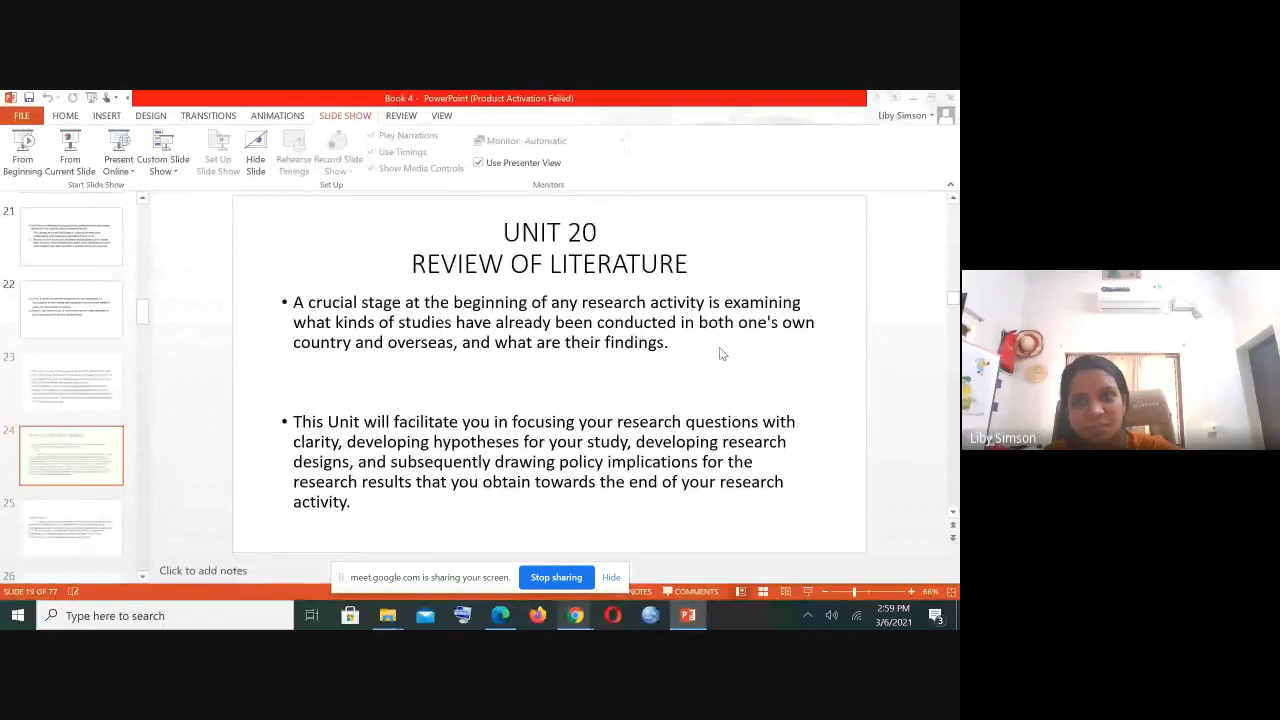 Book 4 - PowerPoint (Product Activation Failed)
FILE HOME INSERT DESIGN TRANSITIONS ANIMATIONS SLIDE SHOW REVIEW VIEW Liby Simson
From Beginning
From Current Slide
Present Online
Custom Slide Show
Set Up Slide Show
Hide Slide
Rehearse Timings
Record Slide Show
Play Narrations
Use Timings
Show Media Controls
Monitor: Automatic
Use Presenter View
Start Slide Show Set Up Monitors
21
22
23
24
25
26
UNIT 20
REVIEW OF LITERATURE
• A crucial stage at the beginning of any research activity is examining
what kinds of studies have already been conducted in both one's own
country and overseas, and what are their findings.
• This Unit will facilitate you in focusing your research questions with
clarity, developing hypotheses for your study, developing research
designs, and subsequently drawing policy implications for the
research results that you obtain towards the end of your research
activity.
Liby Simson
Click to add notes
meet.google.com is sharing your screen. Stop sharing Hide
SLIDE 19 OF 77 NOTES COMMENTS 66%
Type here to search
2:59 PM
3/6/2021
3